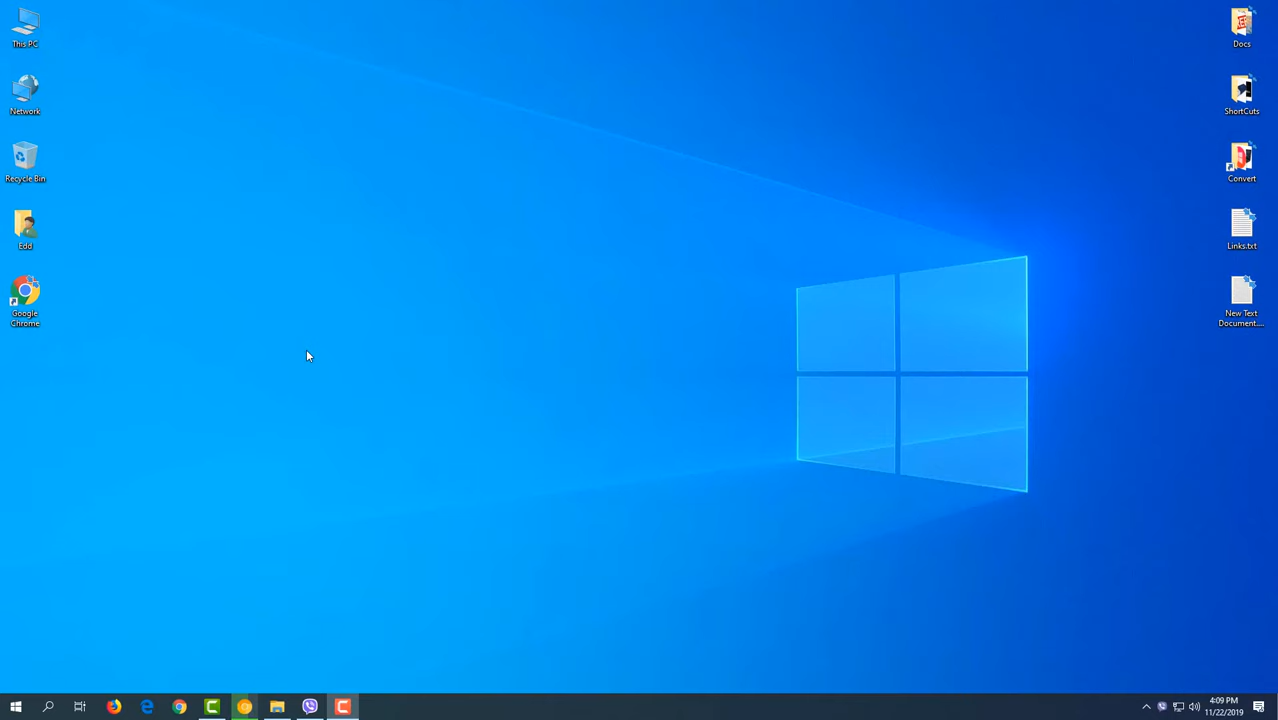 This PC
Network
Recycle Bin
Edd
Google
Chrome
Docs
ShortCuts
Convert
Links.txt
New Text
Document....
4:09 PM
11/22/2019